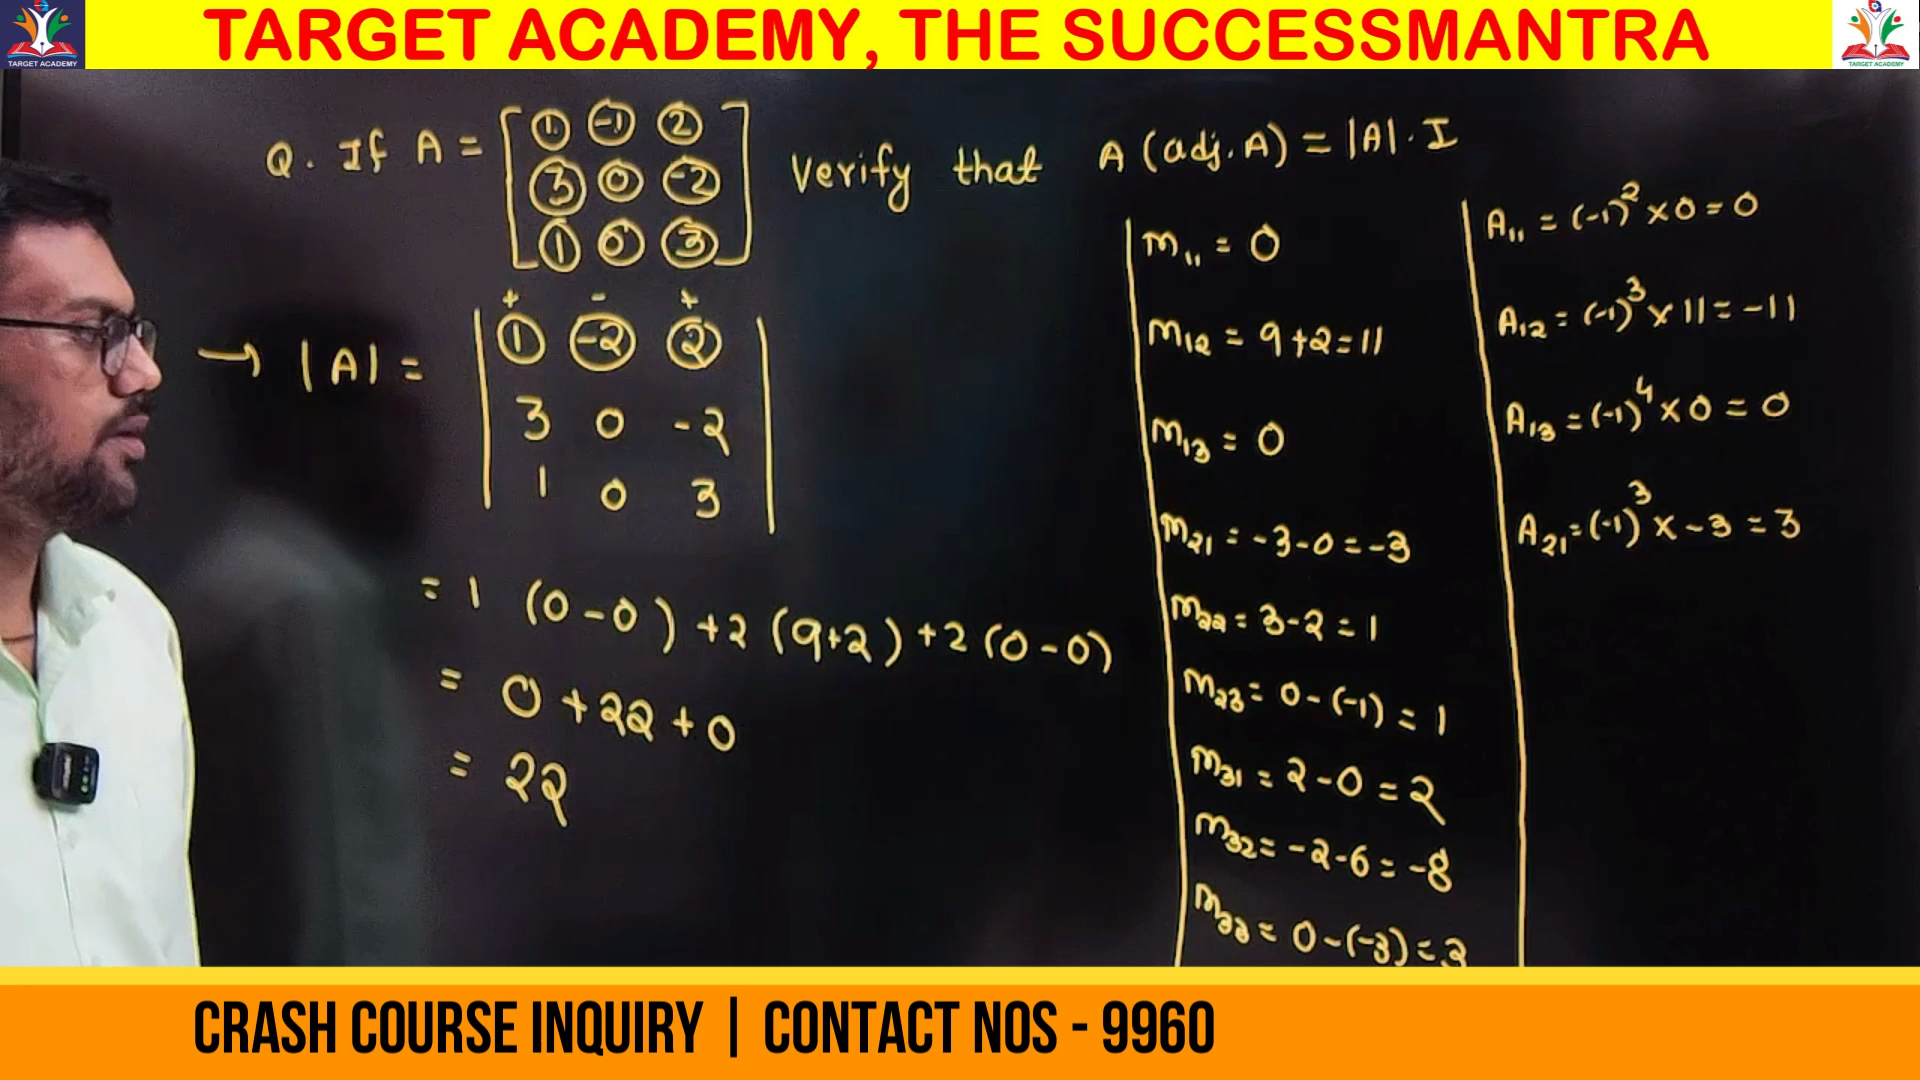 TARGET ACADEMY, THE SUCCESSMANTRA
TARGET ACADEMY
TARGET ACADEMY
Q. If A = [ 1 -1 2
3 0 -2
1 0 3 ] Verify that A (adj. A) = |A| . I
+ - +
→ |A| = | 1 -2 2
3 0 -2
1 0 3 |
= 1 (0-0) +2 (9+2) +2 (0-0)
= 0 + 22 + 0
= 22
m₁₁ = 0
m₁₂ = 9+2=11
m₁₃ = 0
m₂₁ = -3-0 = -3
m₂₂ = 3-2 = 1
m₂₃ = 0-(-1) = 1
m₃₁ = 2-0 = 2
m₃₂ = -2-6 = -8
m₃₃ = 0-(-3) = 3
A₁₁ = (-1)² × 0 = 0
A₁₂ = (-1)³ × 11 = -11
A₁₃ = (-1)⁴ × 0 = 0
A₂₁ = (-1)³ × -3 = 3
CRASH COURSE INQUIRY | CONTACT NOS - 9960